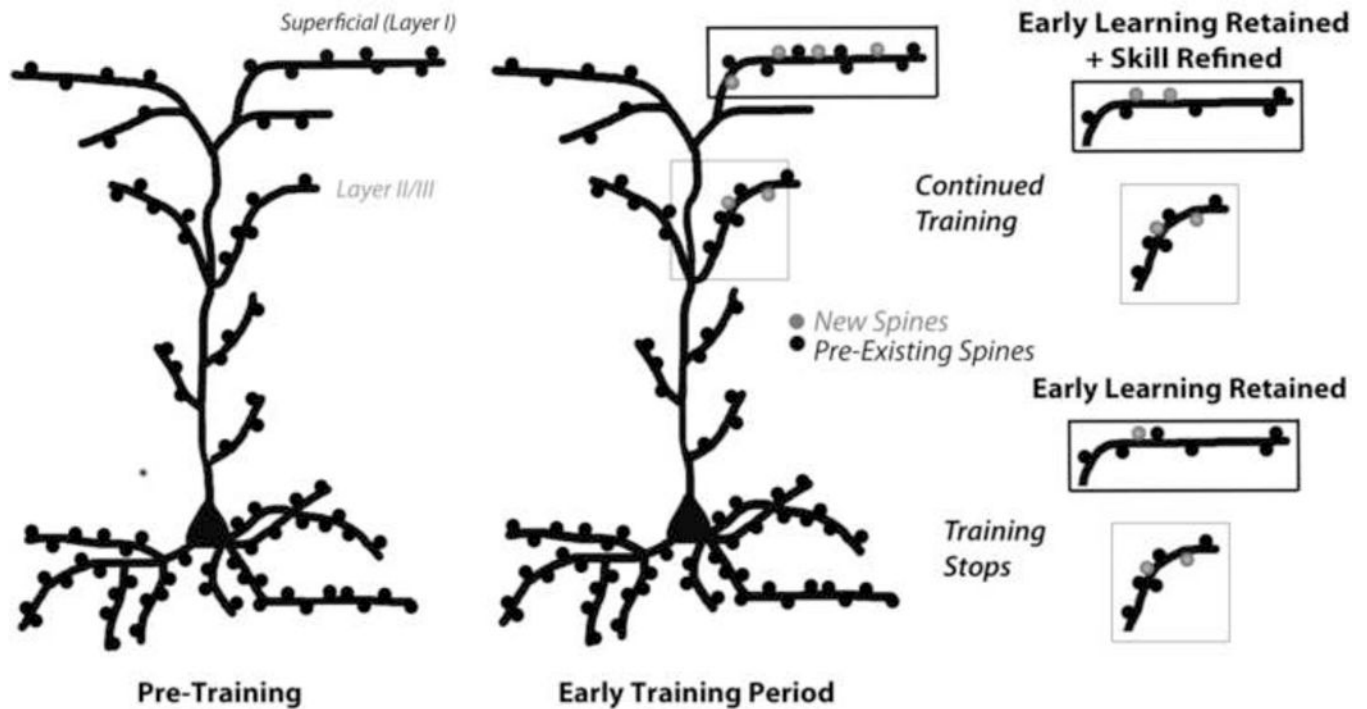 Superficial (Layer I)
Layer II/III
Early Learning Retained
+ Skill Refined
Continued
Training
New Spines
Pre-Existing Spines
Early Learning Retained
Training
Stops
Pre-Training
Early Training Period